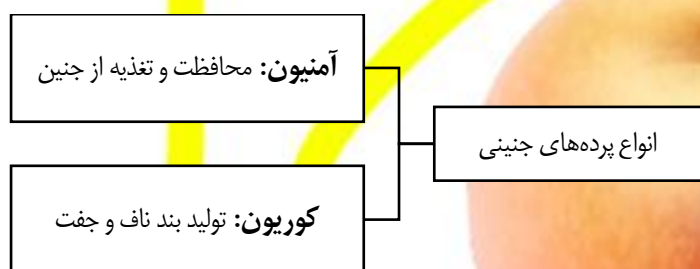 انواع پرده‌های جنینی
آمنیون: محافظت و تغذیه از جنین
کوریون: تولید بند ناف و جفت